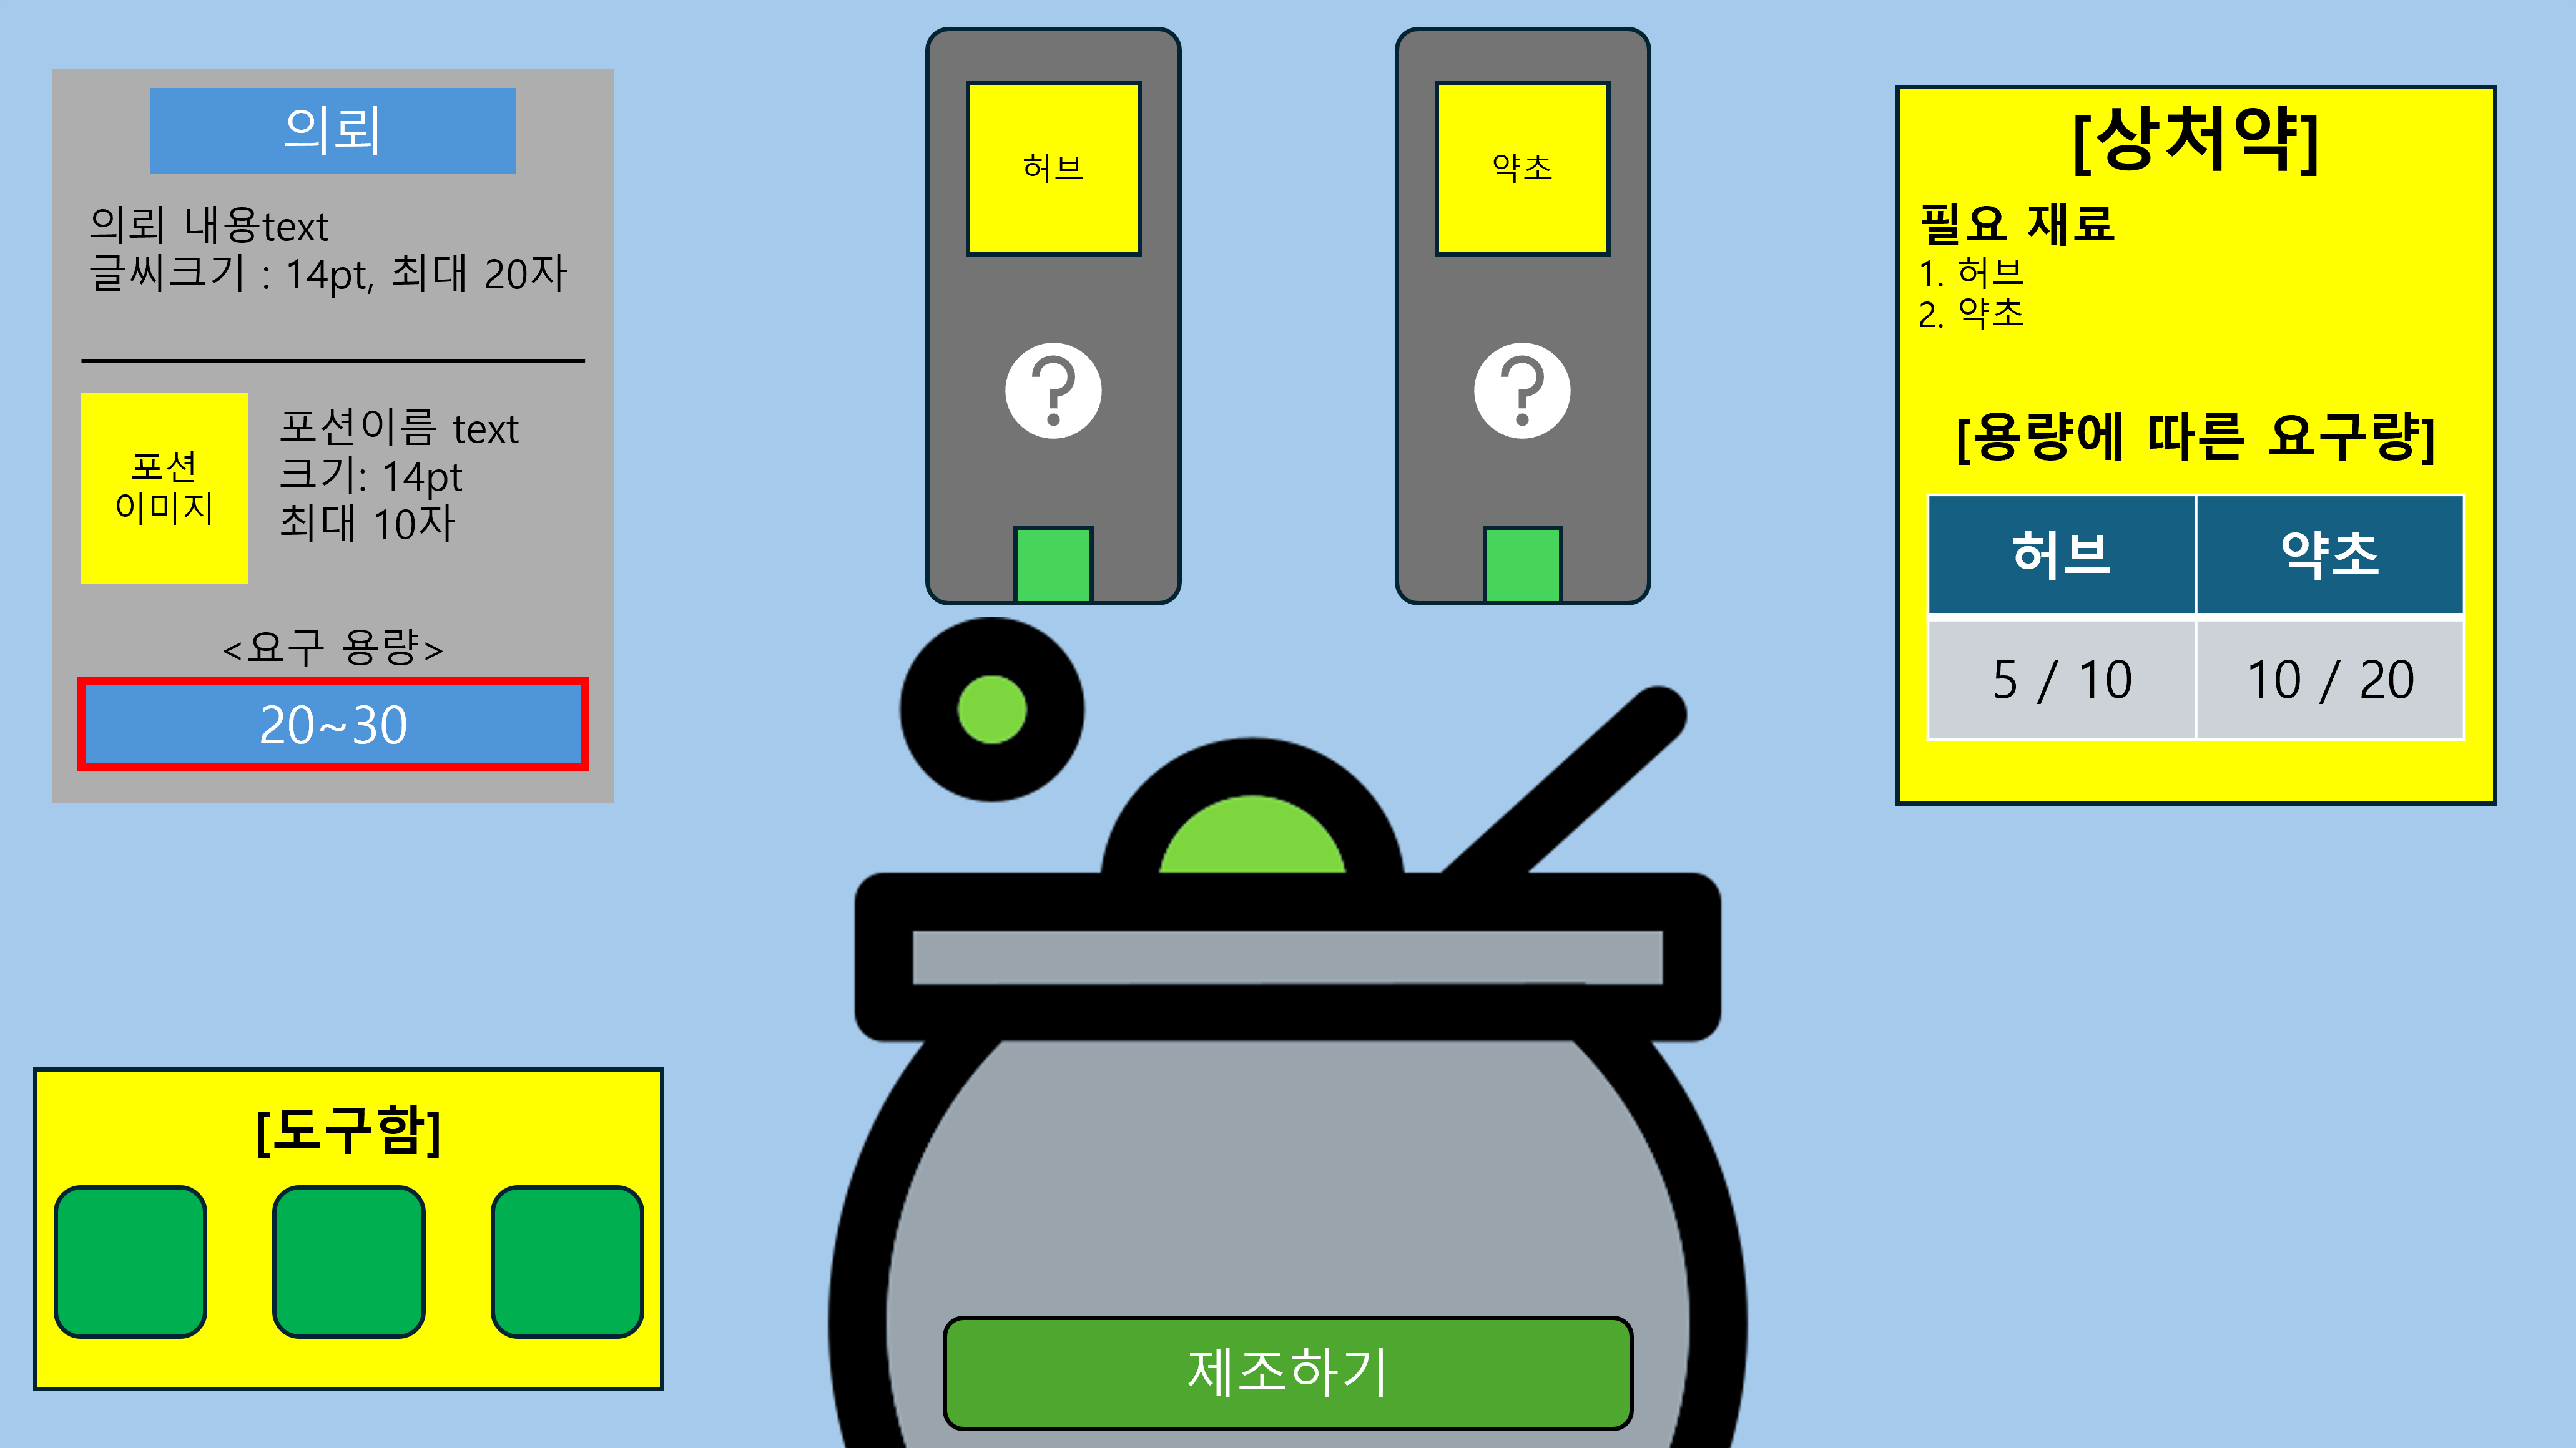 의뢰
의뢰 내용text
글씨크기 : 14pt, 최대 20자
포션
이미지
포션이름 text
크기: 14pt
최대 10자
<요구 용량>
20~30
허브
?
약초
?
[상처약]
필요 재료
1. 허브
2. 약초
[용량에 따른 요구량]
허브 약초
5 / 10 10 / 20
[도구함]
제조하기